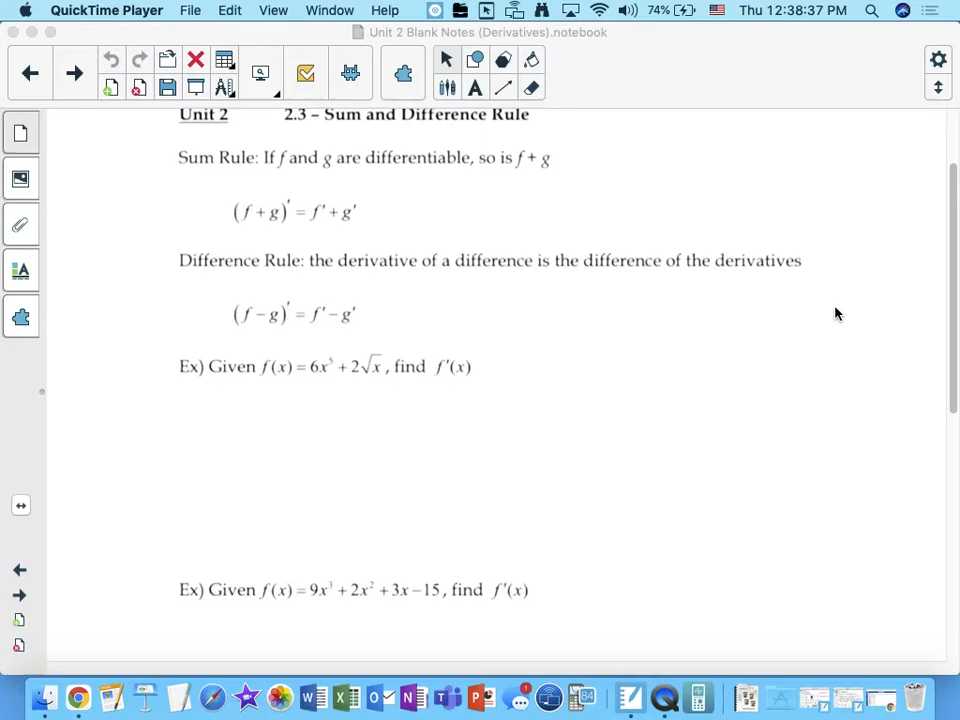 QuickTime Player File Edit View Window Help 74% Thu 12:38:37 PM
Unit 2 Blank Notes (Derivatives).notebook
Unit 2 2.3 – Sum and Difference Rule
Sum Rule: If f and g are differentiable, so is f + g
(f + g)′ = f′ + g′
Difference Rule: the derivative of a difference is the difference of the derivatives
(f − g)′ = f′ − g′
Ex) Given f(x) = 6x⁵ + 2√x, find f′(x)
Ex) Given f(x) = 9x³ + 2x² + 3x − 15, find f′(x)